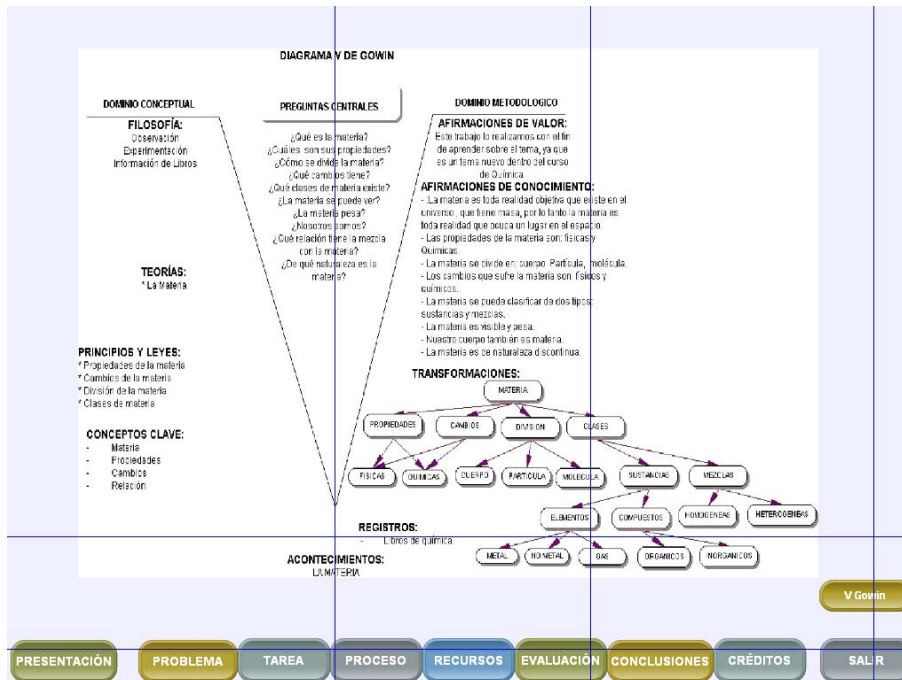 DIAGRAMA V DE GOWIN
DOMINIO CONCEPTUAL
FILOSOFÍA:
Observación
Experimentación
Información de Libros
TEORÍAS:
* La Materia
PRINCIPIOS Y LEYES:
* Propiedades de la materia
* Cambios de la materia
* División de la materia
* Clases de materia
CONCEPTOS CLAVE:
- Materia
- Propiedades
- Cambios
- Relación
PREGUNTAS CENTRALES
¿Qué es la materia?
¿Cuáles son sus propiedades?
¿Cómo se divide la materia?
¿Qué cambios tiene?
¿Qué clases de materia existe?
¿La materia se puede ver?
¿La materia pesa?
¿Nosotros somos?
¿Qué relación tiene la mezcla
con la materia?
¿De qué naturaleza es la
materia?
DOMINIO METODOLOGICO
AFIRMACIONES DE VALOR:
Este trabajo lo realizamos con el fin
de aprender sobre el tema, ya que
es un tema nuevo dentro del curso
de Química.
AFIRMACIONES DE CONOCIMIENTO:
- :La materia es toda realidad objetiva que existe en el
universo, que tiene masa, por lo tanto la materia es
toda realidad que ocupa un lugar en el espacio.
- Las propiedades de la materia son: físicas y
Químicas.
- La materia se divide en: cuerpo. Partícula, molécula.
- Los cambios que sufre la materia son: físicos y
químicos.
- La materia se puede clasificar de dos tipos:
sustancias y mezclas.
- La materia es visible y pesa.
- Nuestro cuerpo también es materia.
- La materia es de naturaleza discontinua.
TRANSFORMACIONES:
MATERIA
PROPIEDADES
CAMBIOS
DIVISION
CLASES
FISICAS
QUIMICAS
CUERPO
PARTICULA
MOLECULA
SUSTANCIAS
MEZCLAS
ELEMENTOS
COMPUESTOS
HOMOGENEAS
HETEROGENEAS
METAL
NO METAL
GAS
ORGANICOS
INORGANICOS
REGISTROS:
- Libros de química
ACONTECIMIENTOS:
LA MATERIA
V Gowin
PRESENTACIÓN
PROBLEMA
TAREA
PROCESO
RECURSOS
EVALUACIÓN
CONCLUSIONES
CRÉDITOS
SALIR